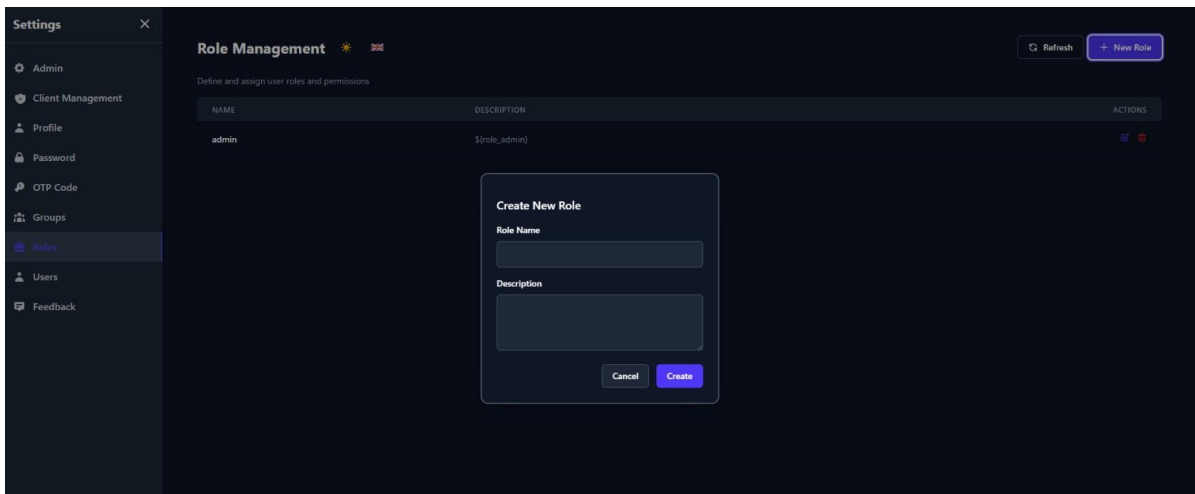 Settings
Admin
Client Management
Profile
Password
OTP Code
Groups
Roles
Users
Feedback
Role Management
Refresh
New Role
Define and assign user roles and permissions
NAME DESCRIPTION ACTIONS
admin ${role_admin}
Create New Role
Role Name
Description
Cancel Create